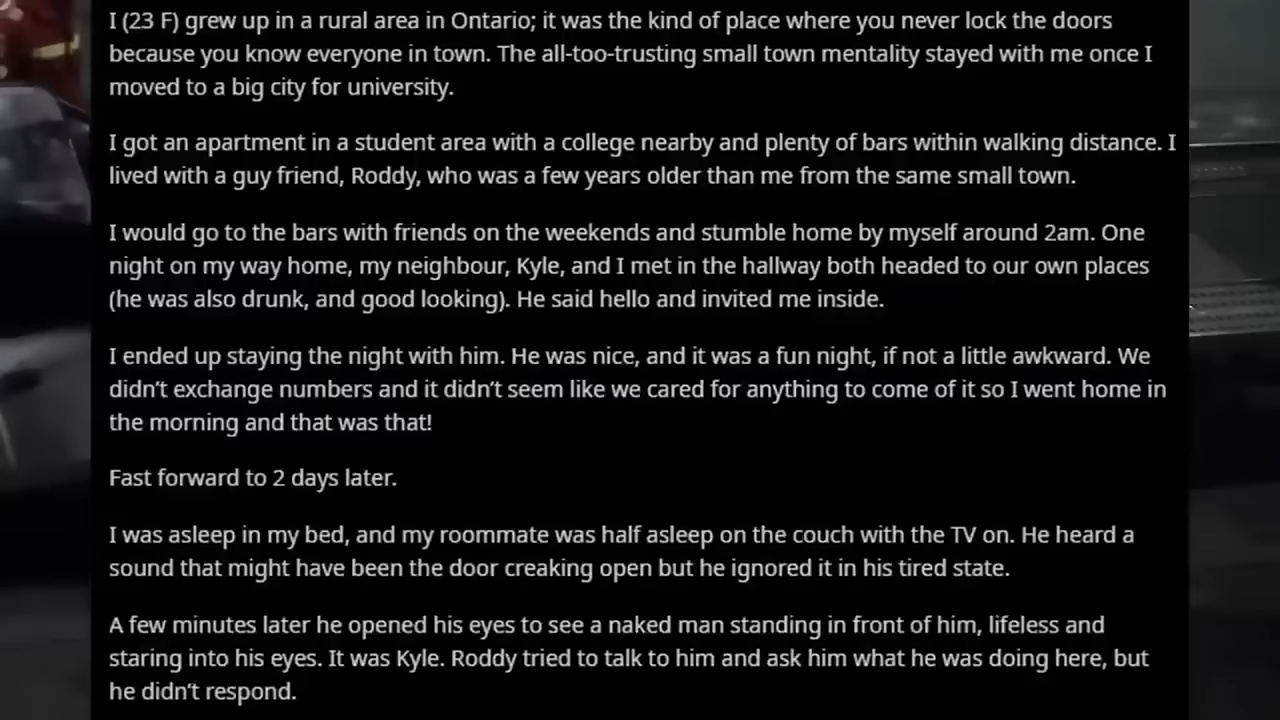 I (23 F) grew up in a rural area in Ontario; it was the kind of place where you never lock the doors
because you know everyone in town. The all-too-trusting small town mentality stayed with me once I
moved to a big city for university.
I got an apartment in a student area with a college nearby and plenty of bars within walking distance. I
lived with a guy friend, Roddy, who was a few years older than me from the same small town.
I would go to the bars with friends on the weekends and stumble home by myself around 2am. One
night on my way home, my neighbour, Kyle, and I met in the hallway both headed to our own places
(he was also drunk, and good looking). He said hello and invited me inside.
I ended up staying the night with him. He was nice, and it was a fun night, if not a little awkward. We
didn’t exchange numbers and it didn’t seem like we cared for anything to come of it so I went home in
the morning and that was that!
Fast forward to 2 days later.
I was asleep in my bed, and my roommate was half asleep on the couch with the TV on. He heard a
sound that might have been the door creaking open but he ignored it in his tired state.
A few minutes later he opened his eyes to see a naked man standing in front of him, lifeless and
staring into his eyes. It was Kyle. Roddy tried to talk to him and ask him what he was doing here, but
he didn’t respond.